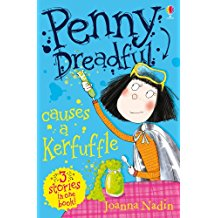 Penny
Dreadful
causes a
Kerfuffle
3
stories
in one
book!
Joanna Nadin